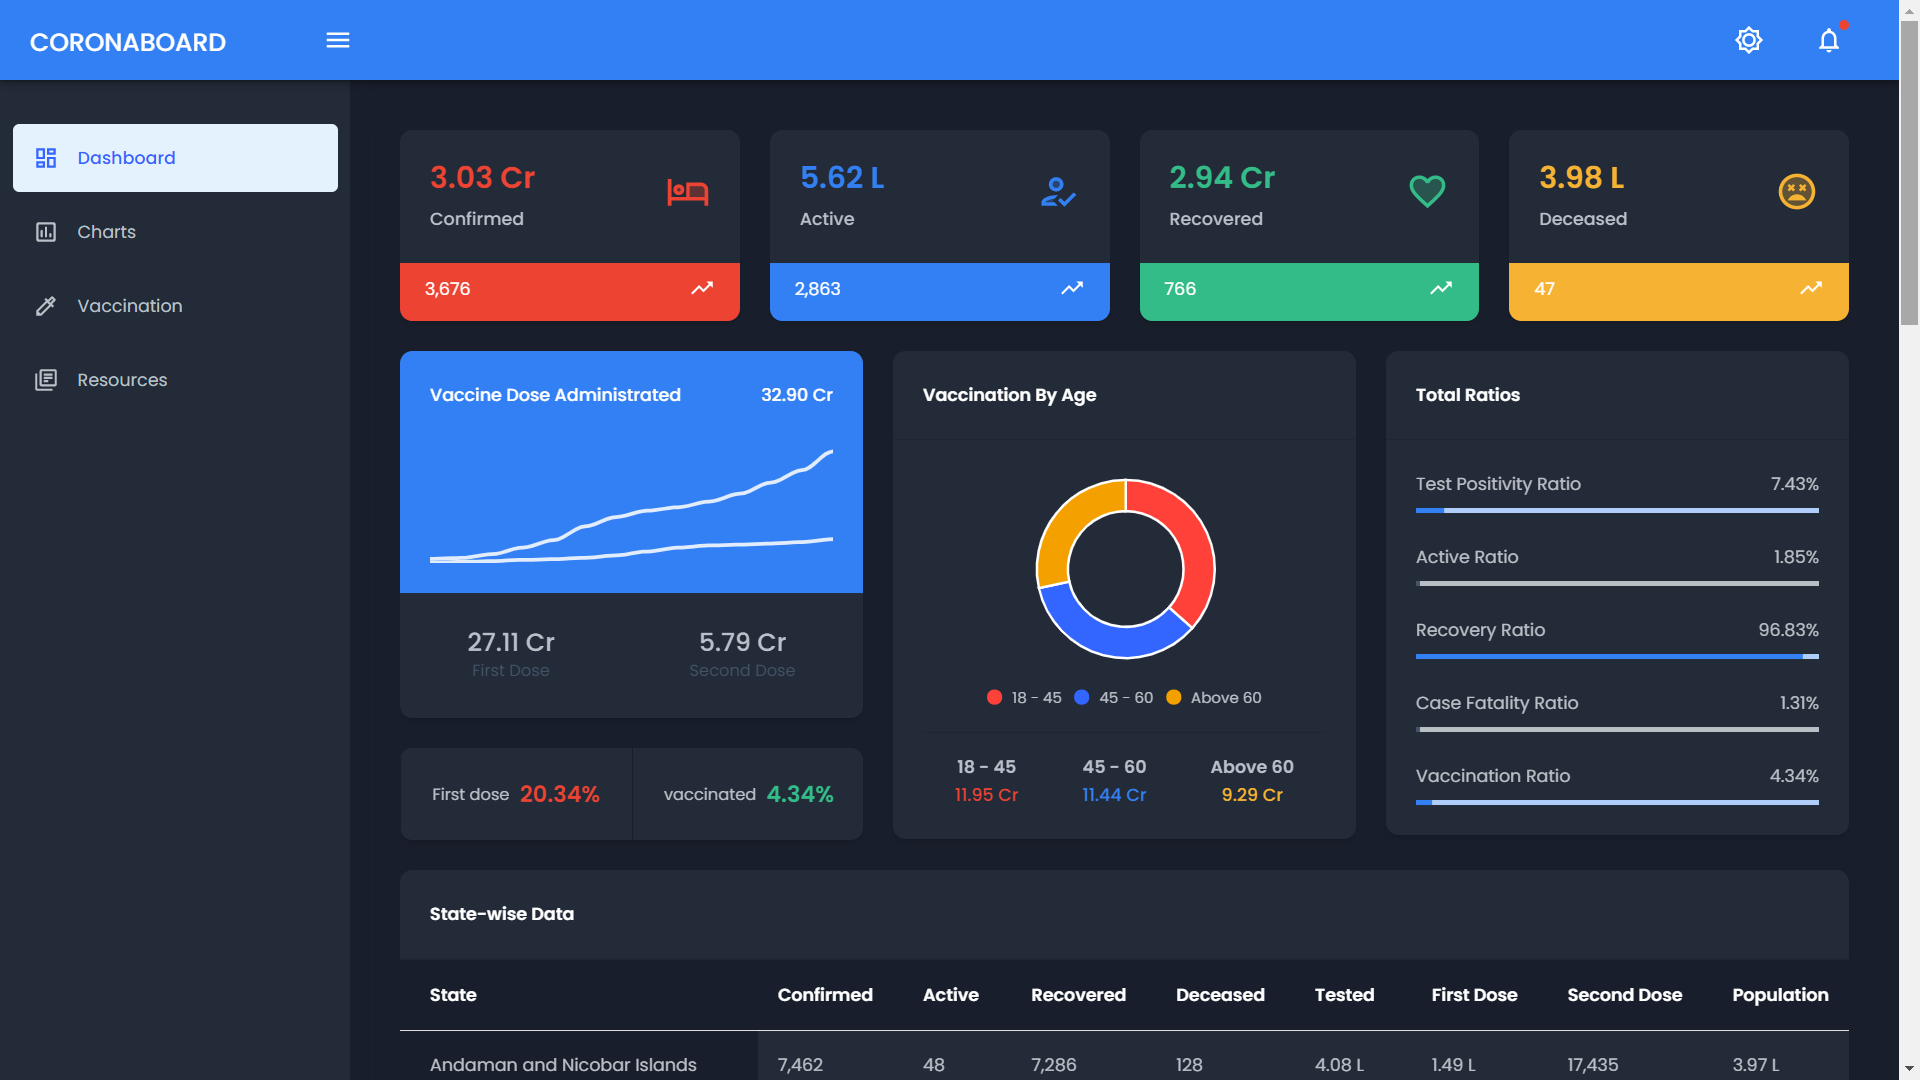 CORONABOARD
Dashboard
Charts
Vaccination
Resources
3.03 Cr
Confirmed
3,676
5.62 L
Active
2,863
2.94 Cr
Recovered
766
3.98 L
Deceased
47
Vaccine Dose Administrated 32.90 Cr
27.11 Cr
First Dose
5.79 Cr
Second Dose
First dose 20.34%
vaccinated 4.34%
Vaccination By Age
18 - 45 45 - 60 Above 60
18 - 45 45 - 60 Above 60
11.95 Cr 11.44 Cr 9.29 Cr
Total Ratios
Test Positivity Ratio 7.43%
Active Ratio 1.85%
Recovery Ratio 96.83%
Case Fatality Ratio 1.31%
Vaccination Ratio 4.34%
State-wise Data
State Confirmed Active Recovered Deceased Tested First Dose Second Dose Population
Andaman and Nicobar Islands 7,462 48 7,286 128 4.08 L 1.49 L 17,435 3.97 L